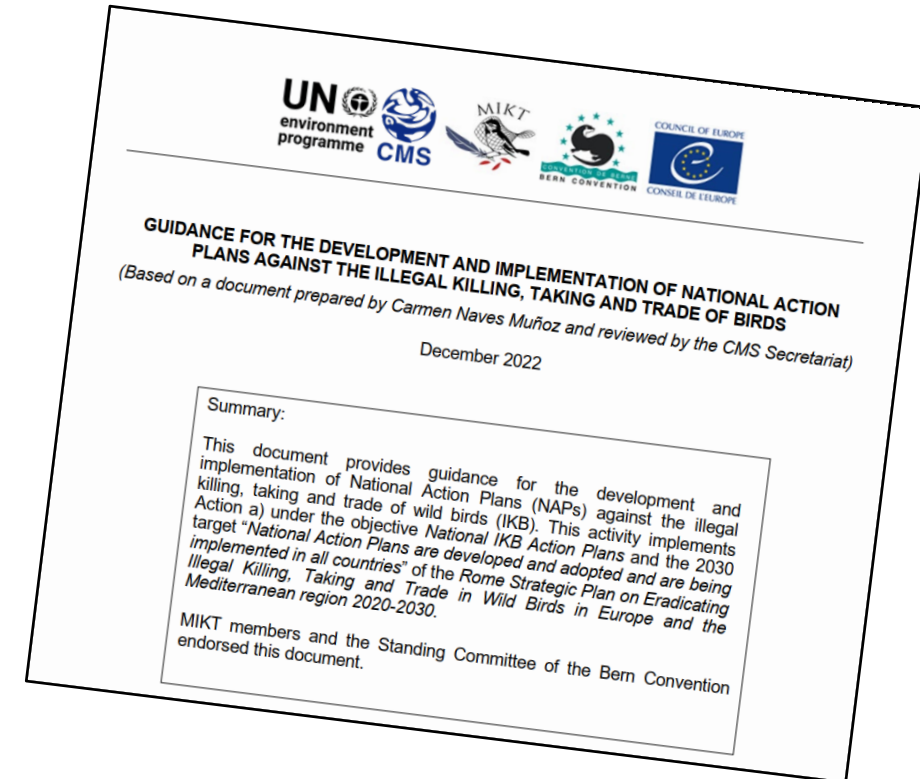 UN
environment
programme
CMS
MIKT
CONVENTION DE BERNE
BERN CONVENTION
COUNCIL OF EUROPE
CONSEIL DE L'EUROPE
GUIDANCE FOR THE DEVELOPMENT AND IMPLEMENTATION OF NATIONAL ACTION
PLANS AGAINST THE ILLEGAL KILLING, TAKING AND TRADE OF BIRDS
(Based on a document prepared by Carmen Naves Muñoz and reviewed by the CMS Secretariat)
December 2022
Summary:
This document provides guidance for the development and
implementation of National Action Plans (NAPs) against the illegal
killing, taking and trade of wild birds (IKB). This activity implements
Action a) under the objective National IKB Action Plans and the 2030
target “National Action Plans are developed and adopted and are being
implemented in all countries” of the Rome Strategic Plan on Eradicating
Illegal Killing, Taking and Trade in Wild Birds in Europe and the
Mediterranean region 2020-2030.
MIKT members and the Standing Committee of the Bern Convention
endorsed this document.